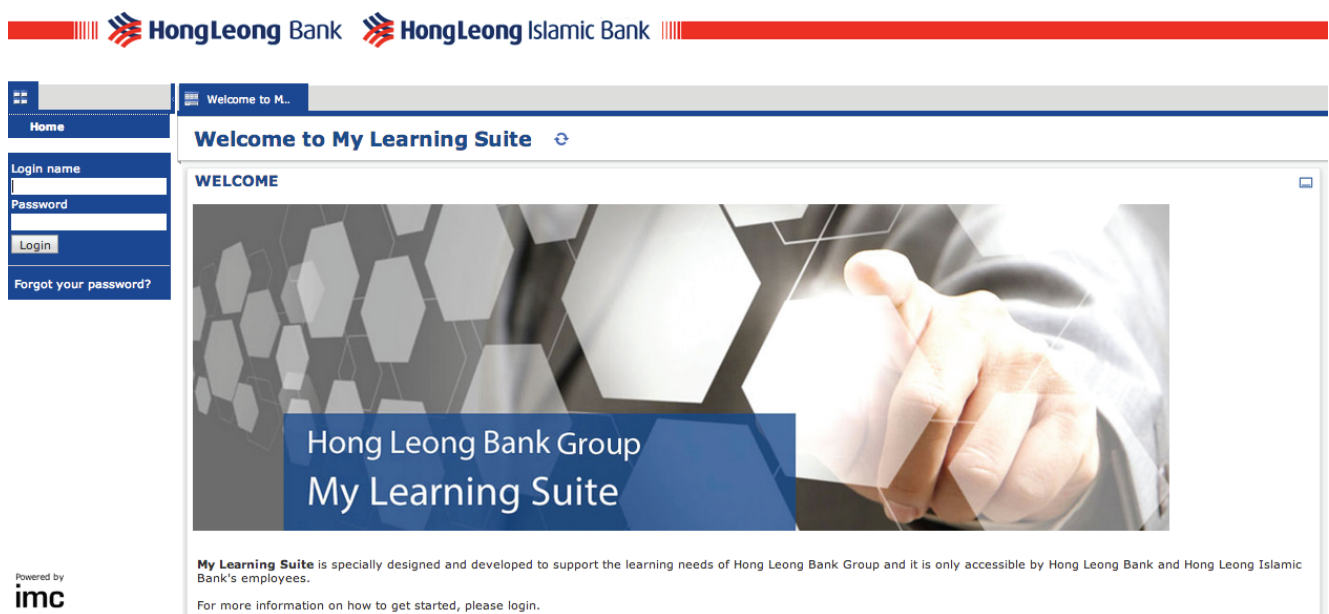 HongLeong Bank HongLeong Islamic Bank
Welcome to M..
Home
Welcome to My Learning Suite
Login name
Password
Login
Forgot your password?
WELCOME
Hong Leong Bank Group
My Learning Suite
My Learning Suite is specially designed and developed to support the learning needs of Hong Leong Bank Group and it is only accessible by Hong Leong Bank and Hong Leong Islamic
Bank's employees.
For more information on how to get started, please login.
Powered by
imc